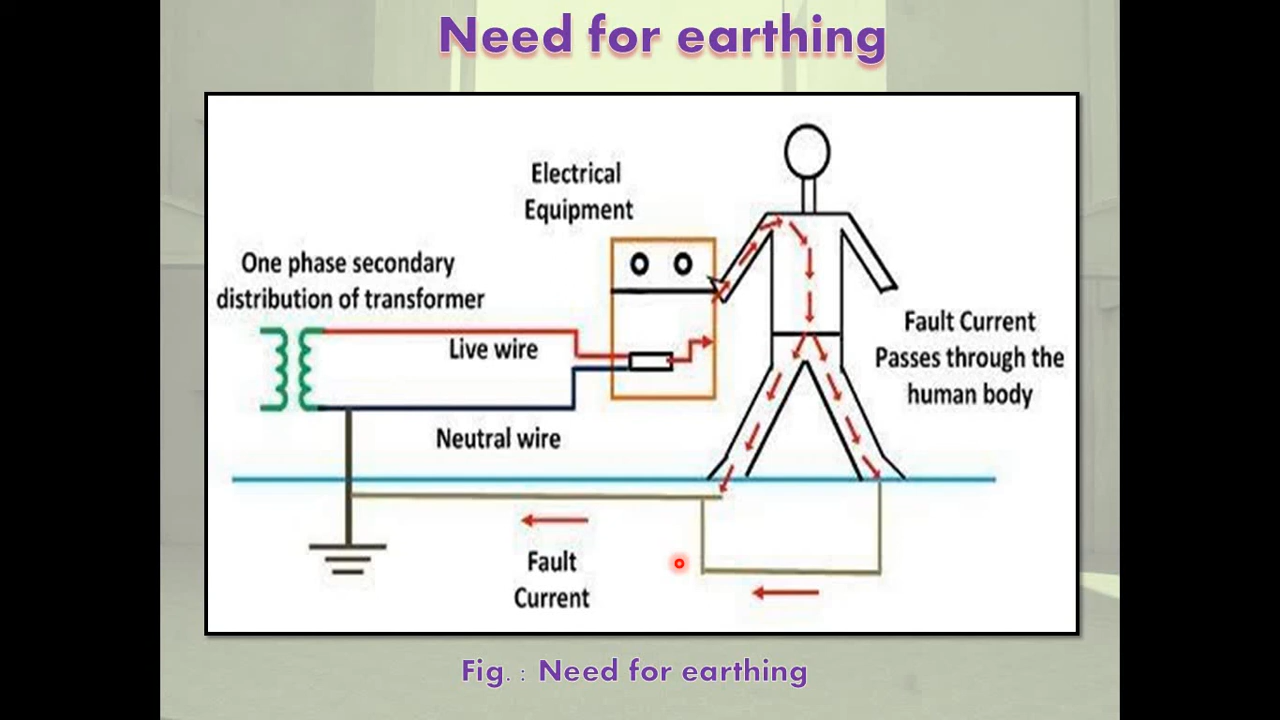 Need for earthing
Electrical
Equipment
One phase secondary
distribution of transformer
Live wire
Fault Current
Passes through the
human body
Neutral wire
Fault
Current
Fig. : Need for earthing